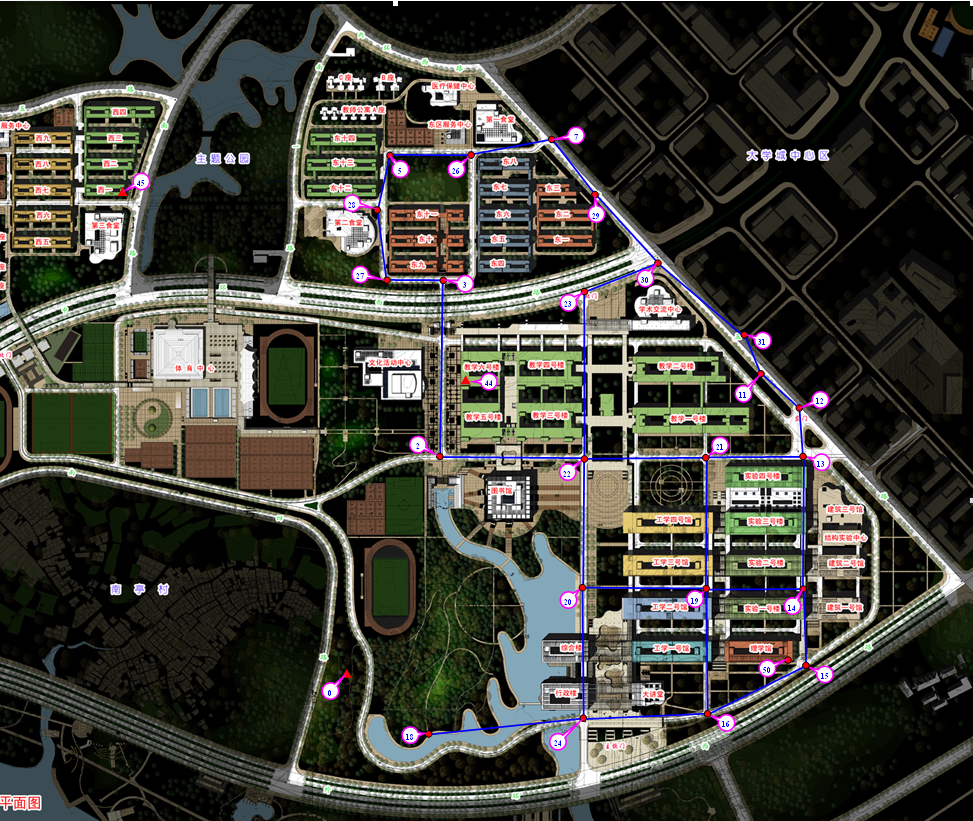 C座
B座
医疗保健中心
教师公寓A座
第一食堂
东区服务中心
服务中心
西四
西九
西三
东十四
西八
西二
主题公园
大学城中心区
东八
东十三
西七
西一
东七
东三
东十二
西六
第三食堂
第二食堂
东十一
东六
东二
西五
东十
东五
东一
东九
东四
7
5
26
45
28
29
27
3
30
23
31
学术交流中心
体育中心
文化活动中心
教学六号楼
教学四号楼
教学二号楼
44
11
12
教学五号楼
教学三号楼
教学一号楼
2
22
21
13
图书馆
实验四号馆
工学四号馆
实验三号楼
建筑三号馆
结构实验中心
工学三号馆
实验二号楼
建筑二号馆
南亭村
20
19
14
工学二号馆
实验一号楼
建筑一号馆
综合楼
工学一号馆
理学馆
50
15
0
行政楼
大讲堂
18
24
16
平面图